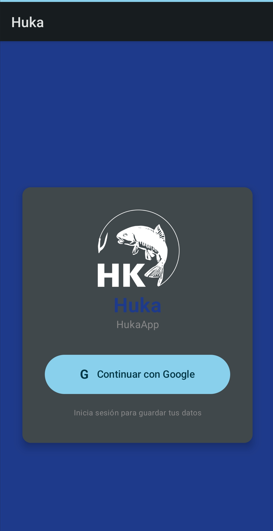 Huka
HK
Huka
HukaApp
G Continuar con Google
Inicia sesión para guardar tus datos